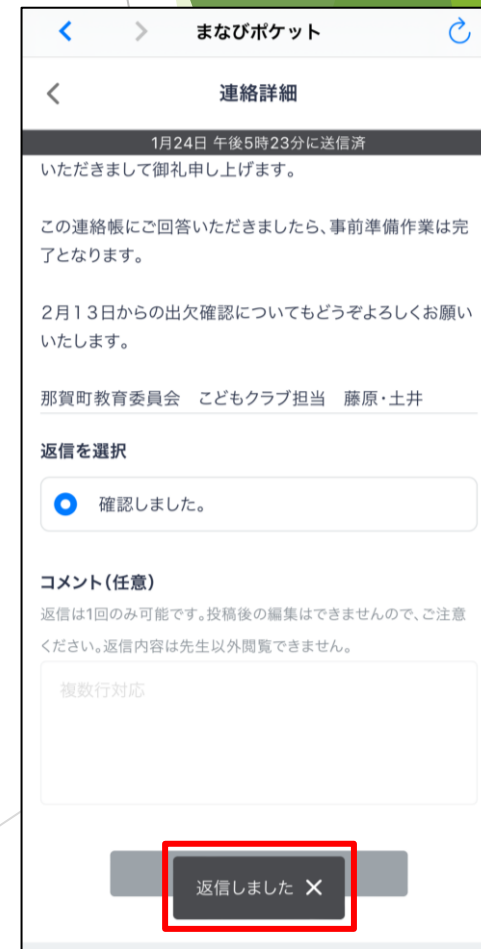 まなびポケット
連絡詳細
1月24日 午後5時23分に送信済
いただきまして御礼申し上げます。
この連絡帳にご回答いただきましたら、事前準備作業は完
了となります。
2月13日からの出欠確認についてもどうぞよろしくお願い
いたします。
那賀町教育委員会　こどもクラブ担当　藤原・土井
返信を選択
確認しました。
コメント（任意）
返信は1回のみ可能です。投稿後の編集はできませんので、ご注意
ください。返信内容は先生以外閲覧できません。
複数行対応
返信しました ✕